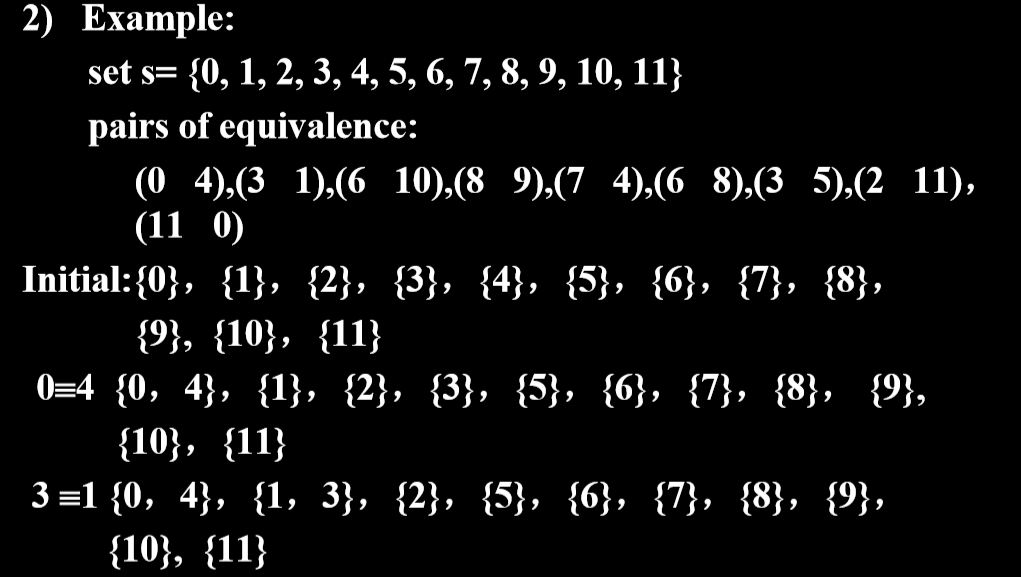 2) Example:
set s= {0, 1, 2, 3, 4, 5, 6, 7, 8, 9, 10, 11}
pairs of equivalence:
(0 4),(3 1),(6 10),(8 9),(7 4),(6 8),(3 5),(2 11),
(11 0)
Initial:{0}, {1}, {2}, {3}, {4}, {5}, {6}, {7}, {8},
{9}, {10}, {11}
0≡4 {0, 4}, {1}, {2}, {3}, {5}, {6}, {7}, {8}, {9},
{10}, {11}
3 ≡1 {0, 4}, {1, 3}, {2}, {5}, {6}, {7}, {8}, {9},
{10}, {11}